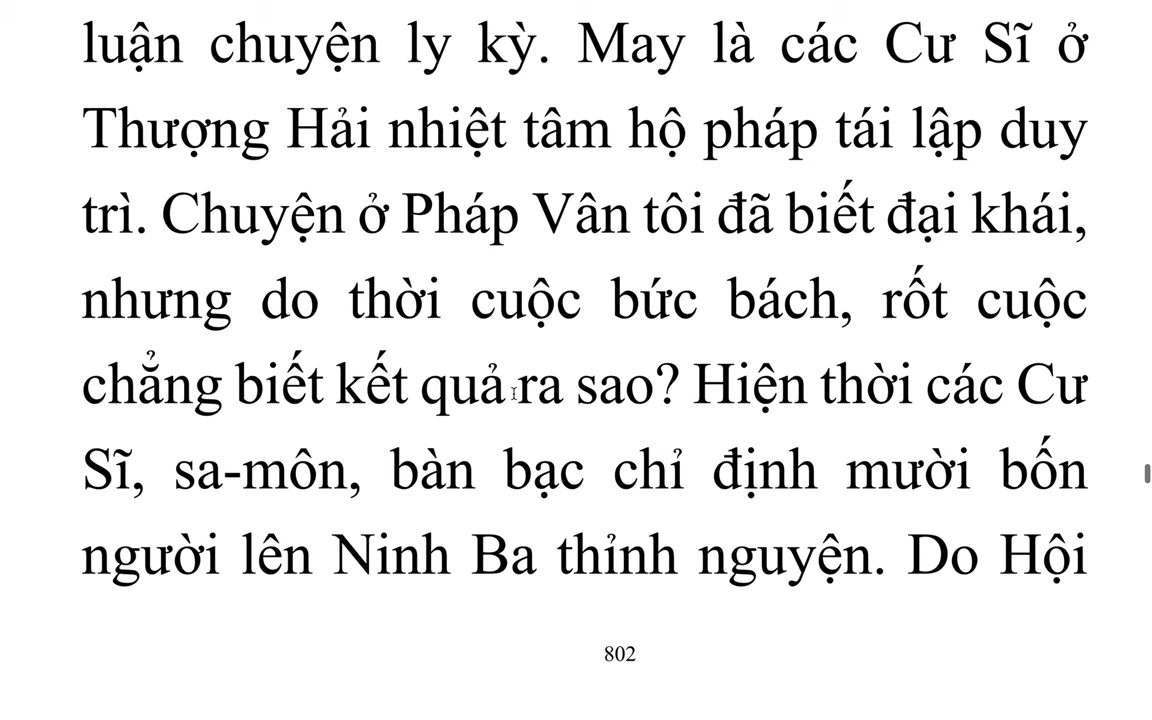 luận chuyện ly kỳ. May là các Cư Sĩ ở
Thượng Hải nhiệt tâm hộ pháp tái lập duy
trì. Chuyện ở Pháp Vân tôi đã biết đại khái,
nhưng do thời cuộc bức bách, rốt cuộc
chẳng biết kết quả ra sao? Hiện thời các Cư
Sĩ, sa-môn, bàn bạc chỉ định mười bốn
người lên Ninh Ba thỉnh nguyện. Do Hội
802